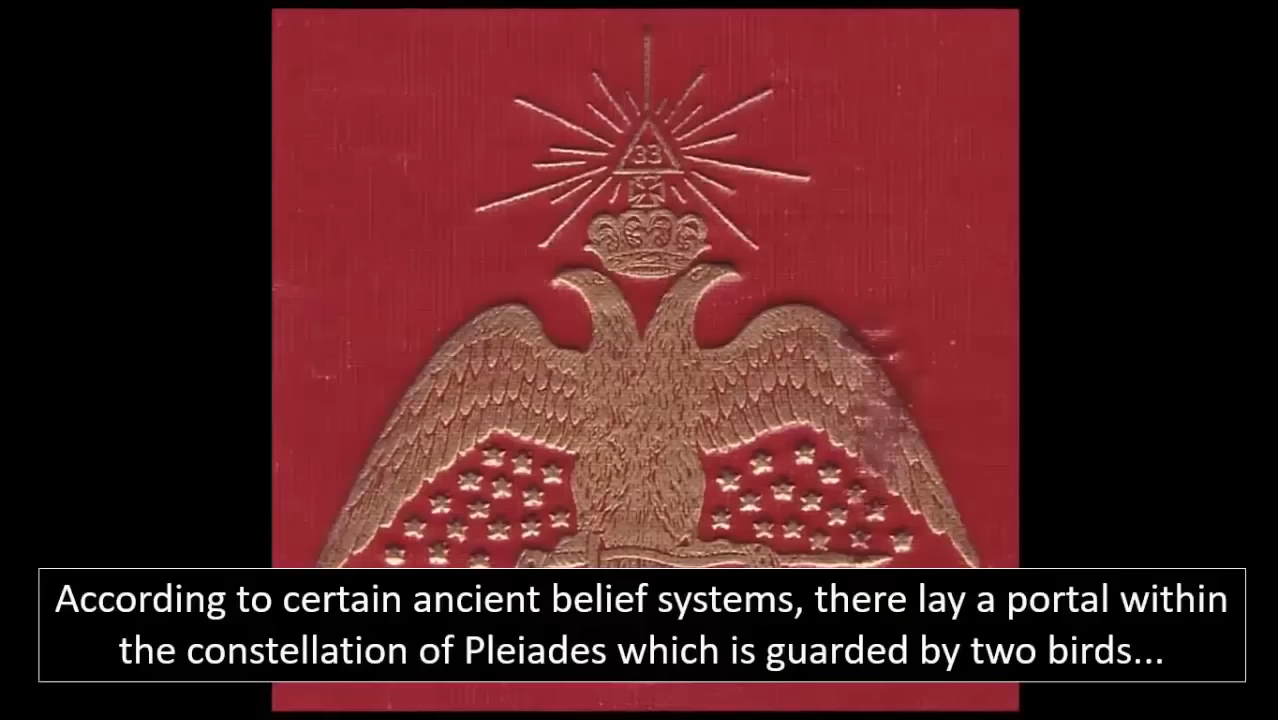 33
According to certain ancient belief systems, there lay a portal within
the constellation of Pleiades which is guarded by two birds...